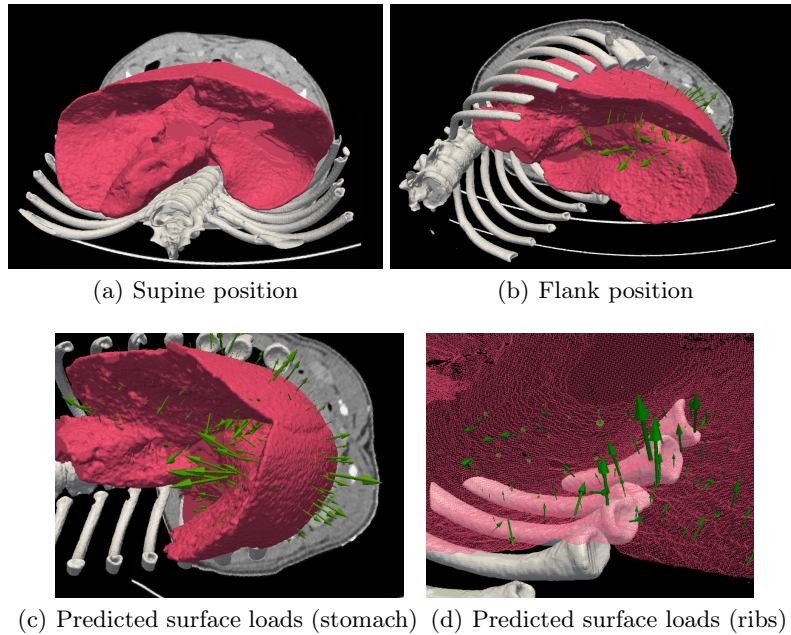 (a) Supine position
(b) Flank position
(c) Predicted surface loads (stomach)
(d) Predicted surface loads (ribs)